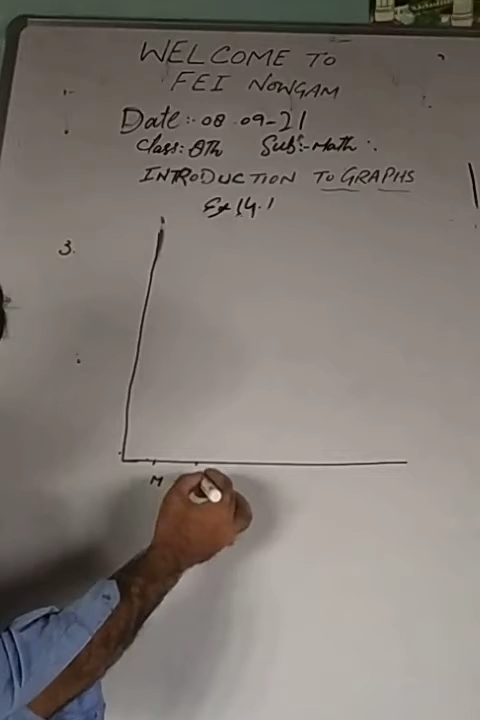 WELCOME TO
FEI NOWGAM
Date:- 08-09-21
Class: 8th Sub:- Math
INTRODUCTION TO GRAPHS
Ex 14.1
3.
M